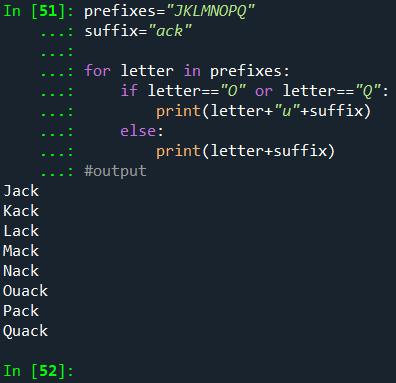 In [51]: prefixes="JKLMNOPQ"
    ...: suffix="ack"
    ...:
    ...: for letter in prefixes:
    ...:     if letter=="O" or letter=="Q":
    ...:         print(letter+"u"+suffix)
    ...:     else:
    ...:         print(letter+suffix)
    ...: #output
Jack
Kack
Lack
Mack
Nack
Ouack
Pack
Quack
In [52]: